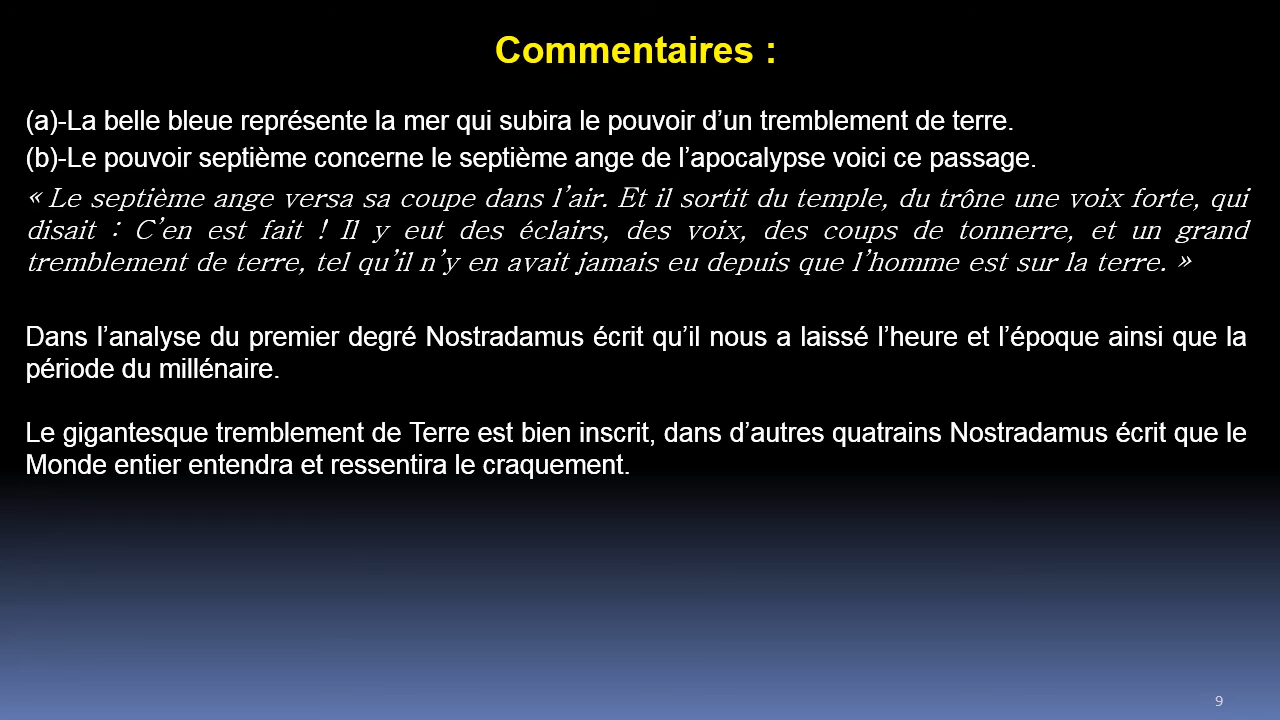 Commentaires :
(a)-La belle bleue représente la mer qui subira le pouvoir d’un tremblement de terre.
(b)-Le pouvoir septième concerne le septième ange de l’apocalypse voici ce passage.
« Le septième ange versa sa coupe dans l’air. Et il sortit du temple, du trône une voix forte, qui
disait : C’en est fait ! Il y eut des éclairs, des voix, des coups de tonnerre, et un grand
tremblement de terre, tel qu’il n’y en avait jamais eu depuis que l’homme est sur la terre. »
Dans l’analyse du premier degré Nostradamus écrit qu’il nous a laissé l’heure et l’époque ainsi que la
période du millénaire.
Le gigantesque tremblement de Terre est bien inscrit, dans d’autres quatrains Nostradamus écrit que le
Monde entier entendra et ressentira le craquement.
9